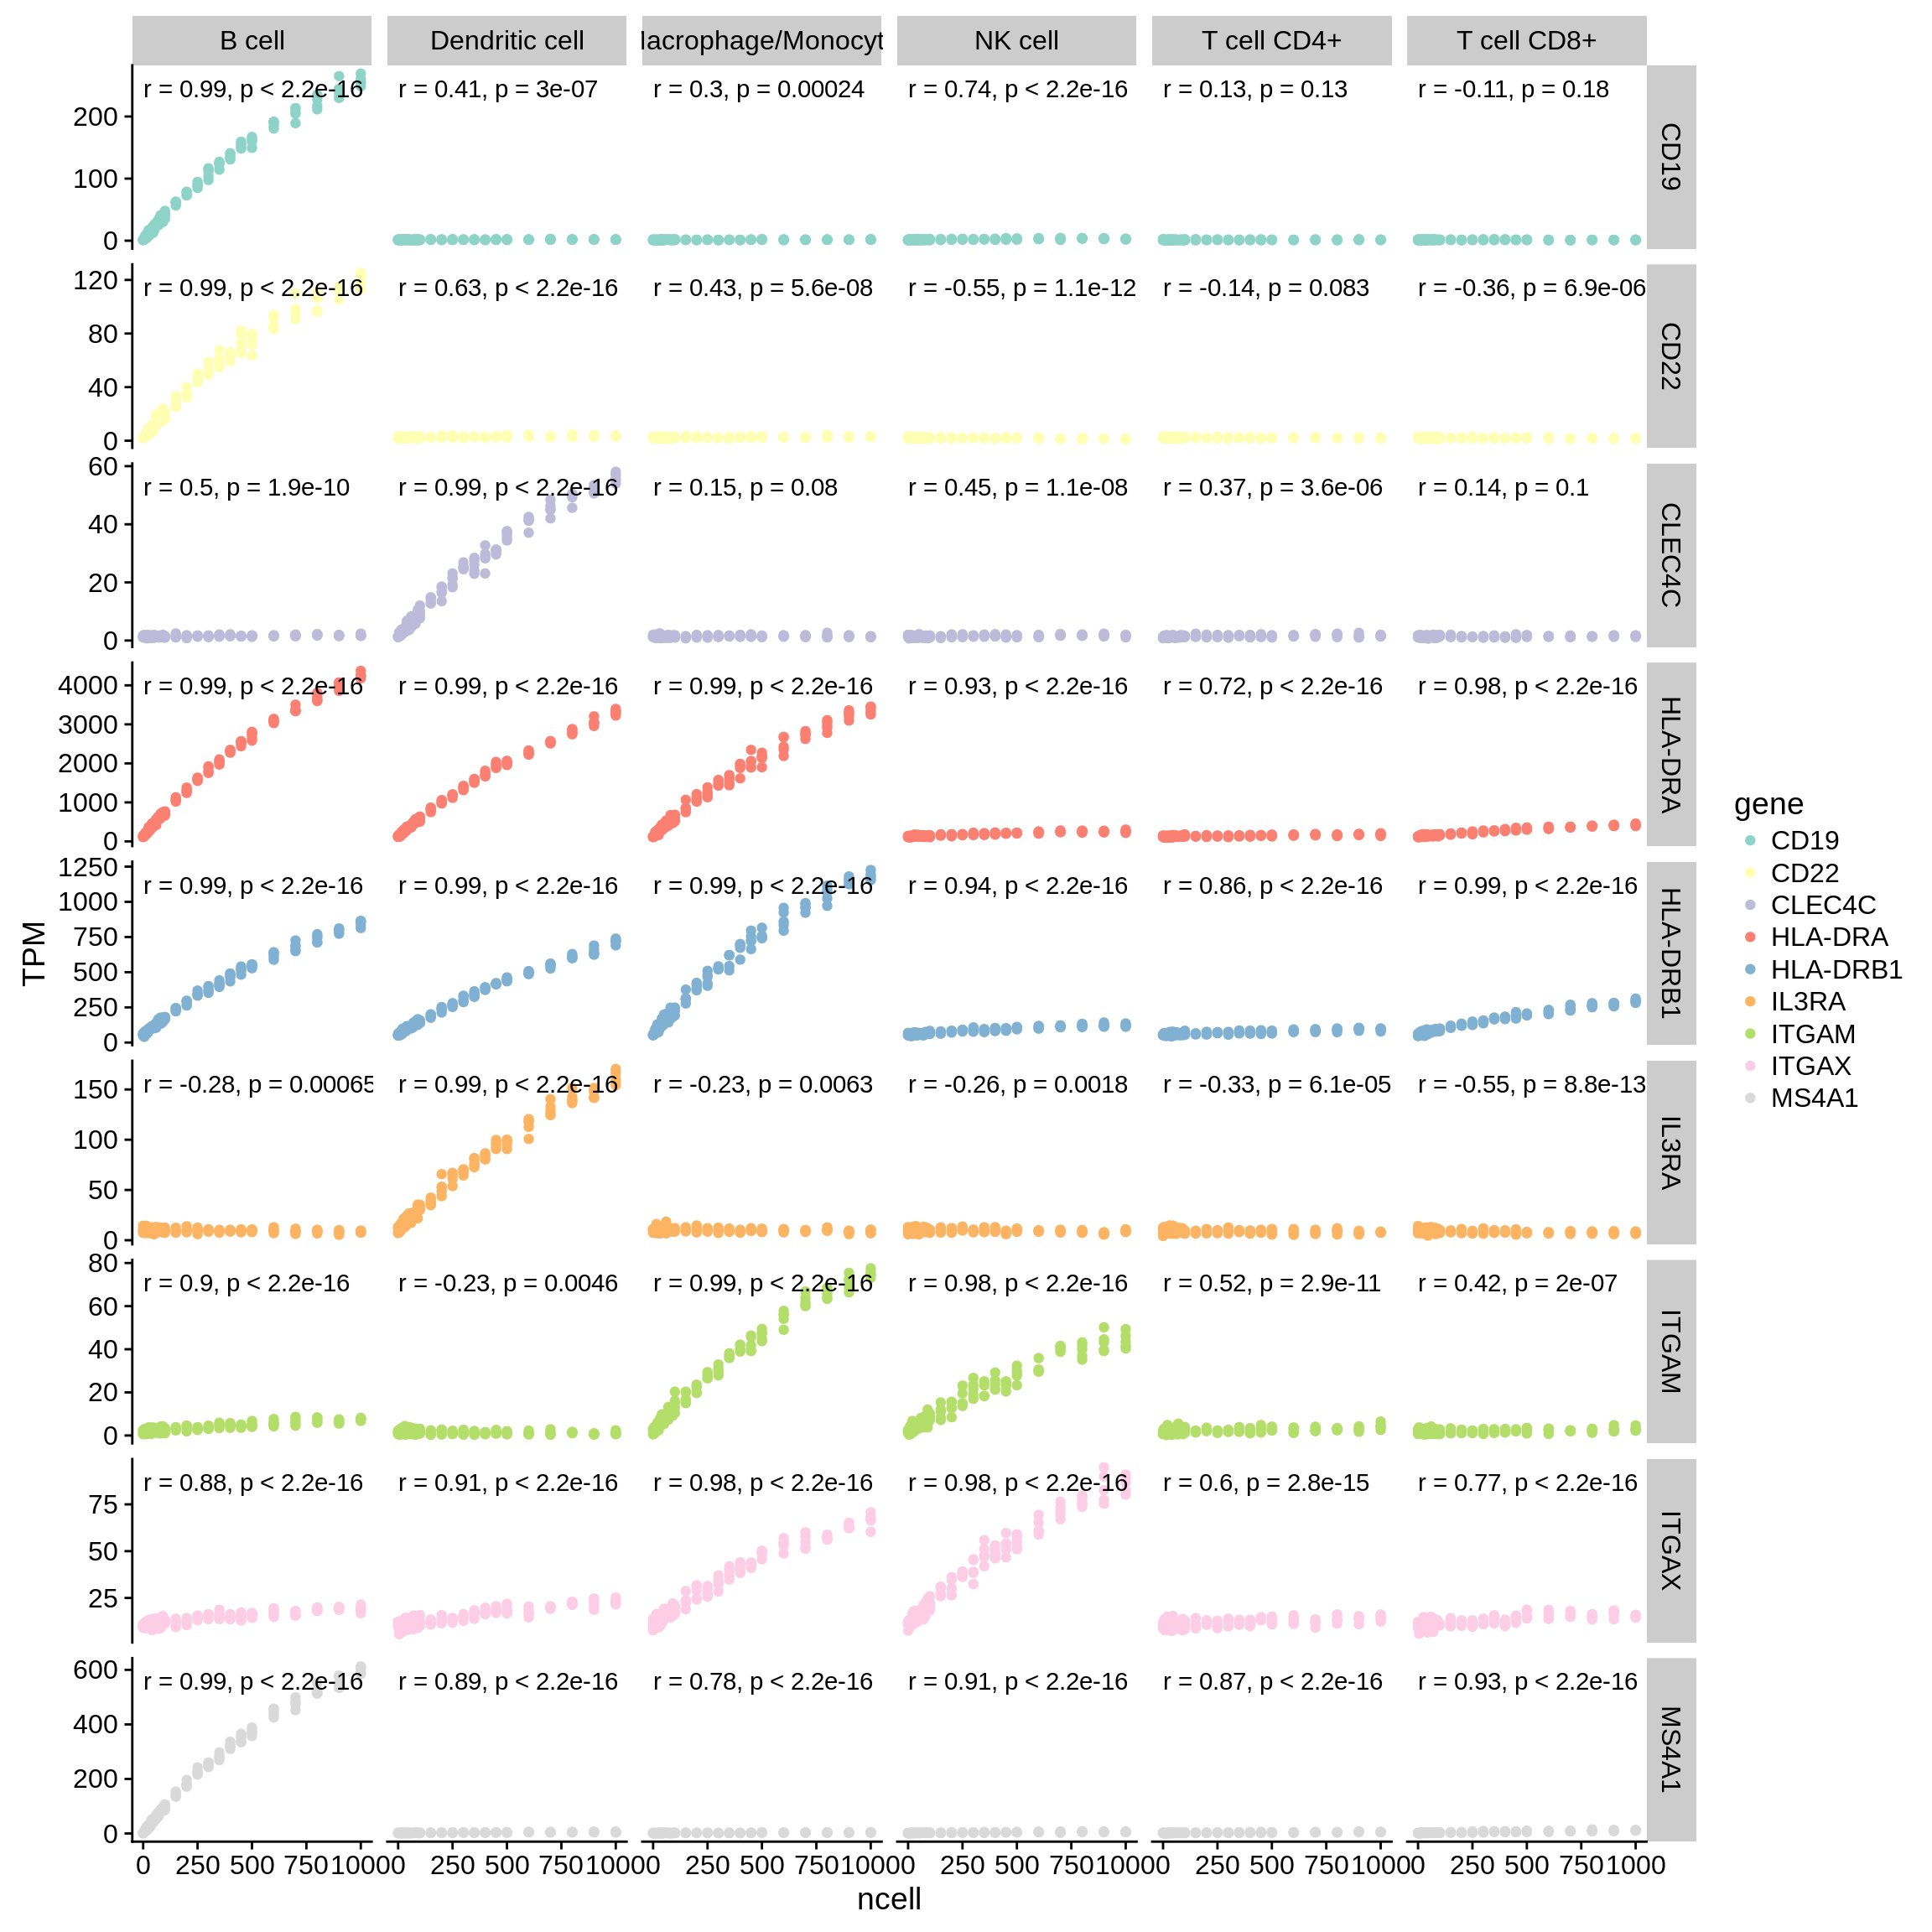 B cell Dendritic cell lacrophage/Monocyt NK cell T cell CD4+ T cell CD8+
r = 0.99, p < 2.2e-16 r = 0.41, p = 3e-07 r = 0.3, p = 0.00024 r = 0.74, p < 2.2e-16 r = 0.13, p = 0.13 r = -0.11, p = 0.18
200
100
0
CD19
r = 0.99, p < 2.2e-16 r = 0.63, p < 2.2e-16 r = 0.43, p = 5.6e-08 r = -0.55, p = 1.1e-12 r = -0.14, p = 0.083 r = -0.36, p = 6.9e-06
120
80
40
0
CD22
r = 0.5, p = 1.9e-10 r = 0.99, p < 2.2e-16 r = 0.15, p = 0.08 r = 0.45, p = 1.1e-08 r = 0.37, p = 3.6e-06 r = 0.14, p = 0.1
60
40
20
0
CLEC4C
r = 0.99, p < 2.2e-16 r = 0.99, p < 2.2e-16 r = 0.99, p < 2.2e-16 r = 0.93, p < 2.2e-16 r = 0.72, p < 2.2e-16 r = 0.98, p < 2.2e-16
4000
3000
2000
1000
0
HLA-DRA
r = 0.99, p < 2.2e-16 r = 0.99, p < 2.2e-16 r = 0.99, p < 2.2e-16 r = 0.94, p < 2.2e-16 r = 0.86, p < 2.2e-16 r = 0.99, p < 2.2e-16
1250
1000
750
500
250
0
HLA-DRB1
r = -0.28, p = 0.00065 r = 0.99, p < 2.2e-16 r = -0.23, p = 0.0063 r = -0.26, p = 0.0018 r = -0.33, p = 6.1e-05 r = -0.55, p = 8.8e-13
150
100
50
0
IL3RA
r = 0.9, p < 2.2e-16 r = -0.23, p = 0.0046 r = 0.99, p < 2.2e-16 r = 0.98, p < 2.2e-16 r = 0.52, p = 2.9e-11 r = 0.42, p = 2e-07
80
60
40
20
0
ITGAM
r = 0.88, p < 2.2e-16 r = 0.91, p < 2.2e-16 r = 0.98, p < 2.2e-16 r = 0.98, p < 2.2e-16 r = 0.6, p = 2.8e-15 r = 0.77, p < 2.2e-16
75
50
25
ITGAX
r = 0.99, p < 2.2e-16 r = 0.89, p < 2.2e-16 r = 0.78, p < 2.2e-16 r = 0.91, p < 2.2e-16 r = 0.87, p < 2.2e-16 r = 0.93, p < 2.2e-16
600
400
200
0
MS4A1
0 250 500 750 1000 0 250 500 750 1000 0 250 500 750 1000 0 250 500 750 1000 0 250 500 750 1000 0 250 500 750 1000
ncell
TPM
gene
CD19
CD22
CLEC4C
HLA-DRA
HLA-DRB1
IL3RA
ITGAM
ITGAX
MS4A1